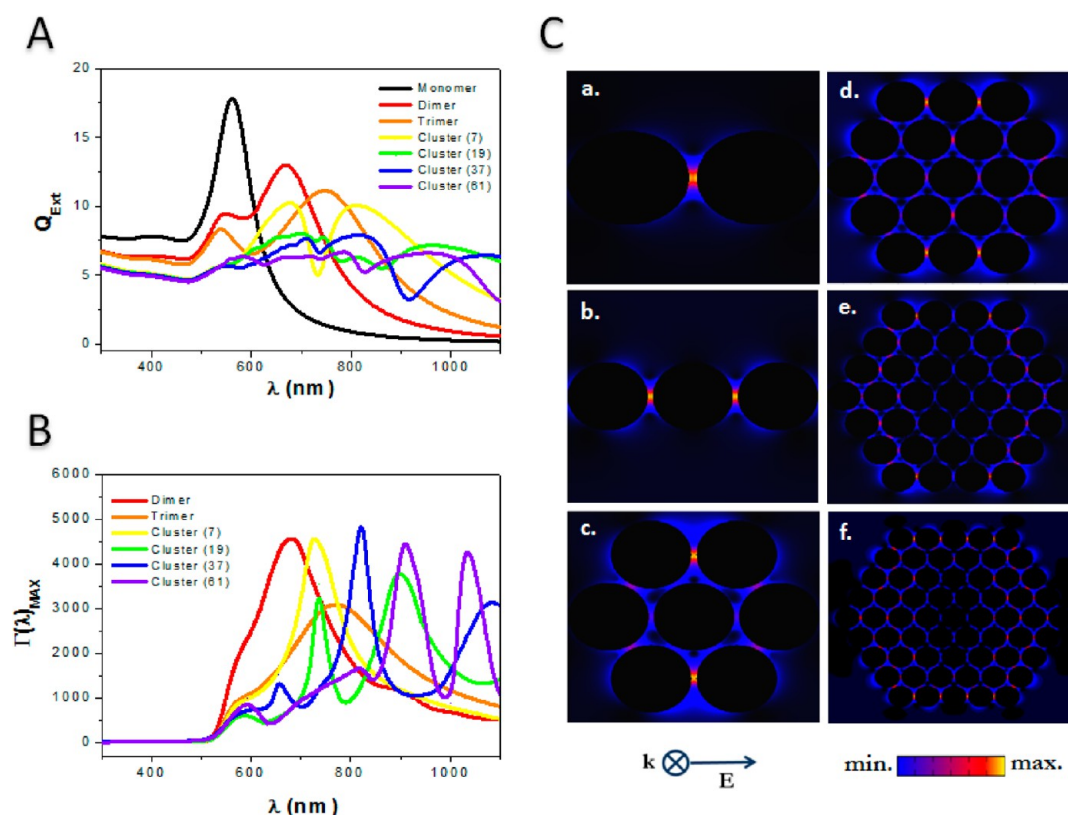 A
20
15
10
5
0
Q_Ext
Monomer
Dimer
Trimer
Cluster (7)
Cluster (19)
Cluster (37)
Cluster (61)
400 600 800 1000
λ (nm)
B
6000
5000
4000
3000
2000
1000
0
Γ(λ)_MAX
Dimer
Trimer
Cluster (7)
Cluster (19)
Cluster (37)
Cluster (61)
400 600 800 1000
λ (nm)
C
a.
b.
c.
d.
e.
f.
k
E
min. max.